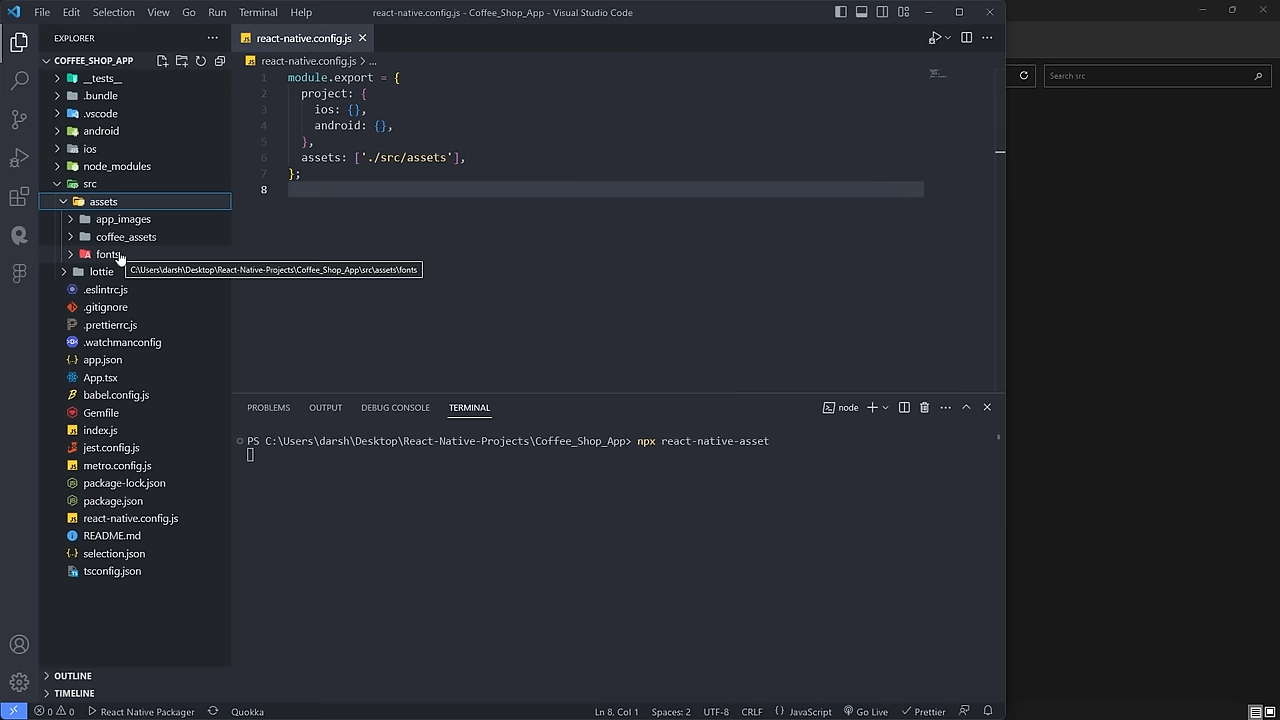 File Edit Selection View Go Run Terminal Help
react-native.config.js - Coffee_Shop_App - Visual Studio Code
EXPLORER
react-native.config.js
COFFEE_SHOP_APP
react-native.config.js > ...
Search src
__tests__
.bundle
.vscode
android
ios
node_modules
src
assets
app_images
coffee_assets
fonts
lottie
.eslintrc.js
.gitignore
.prettierrc.js
.watchmanconfig
app.json
App.tsx
babel.config.js
Gemfile
index.js
jest.config.js
metro.config.js
package-lock.json
package.json
react-native.config.js
README.md
selection.json
tsconfig.json
OUTLINE
TIMELINE
C:\Users\darsh\Desktop\React-Native-Projects\Coffee_Shop_App\src\assets\fonts
1 module.export = {
2 project: {
3 ios: {},
4 android: {},
5 },
6 assets: ['./src/assets'],
7 };
8
PROBLEMS OUTPUT DEBUG CONSOLE TERMINAL
node
PS C:\Users\darsh\Desktop\React-Native-Projects\Coffee_Shop_App> npx react-native-asset
0 0 React Native Packager Quokka
Ln 8, Col 1 Spaces: 2 UTF-8 CRLF {} JavaScript Go Live Prettier